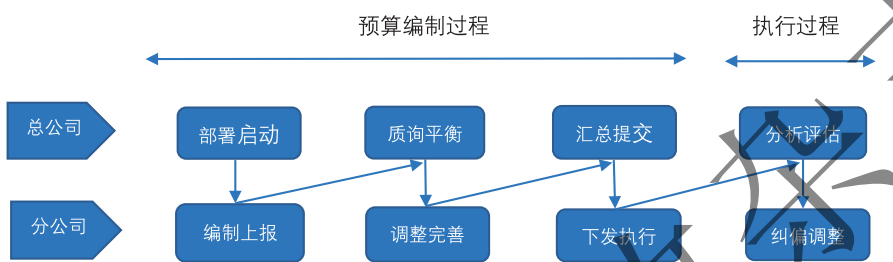 预算编制过程
执行过程
总公司
部署启动
质询平衡
汇总提交
分析评估
分公司
编制上报
调整完善
下发执行
纠偏调整